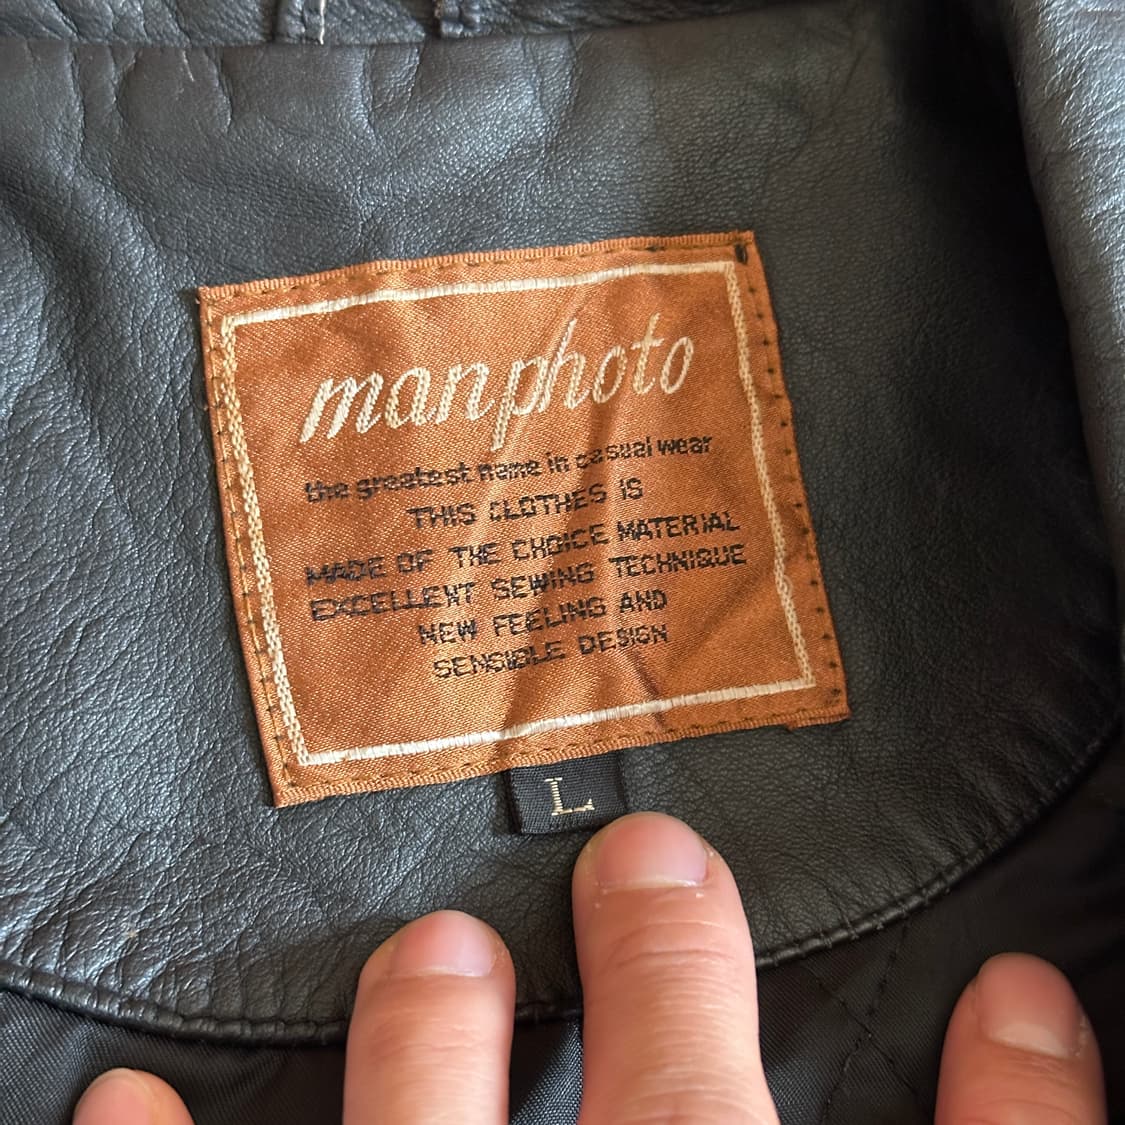 manphoto
the greatest name in casual wear
THIS CLOTHES IS
MADE OF THE CHOICE MATERIAL
EXCELLENT SEWING TECHNIQUE
NEW FEELING AND
SENSIBLE DESIGN
L